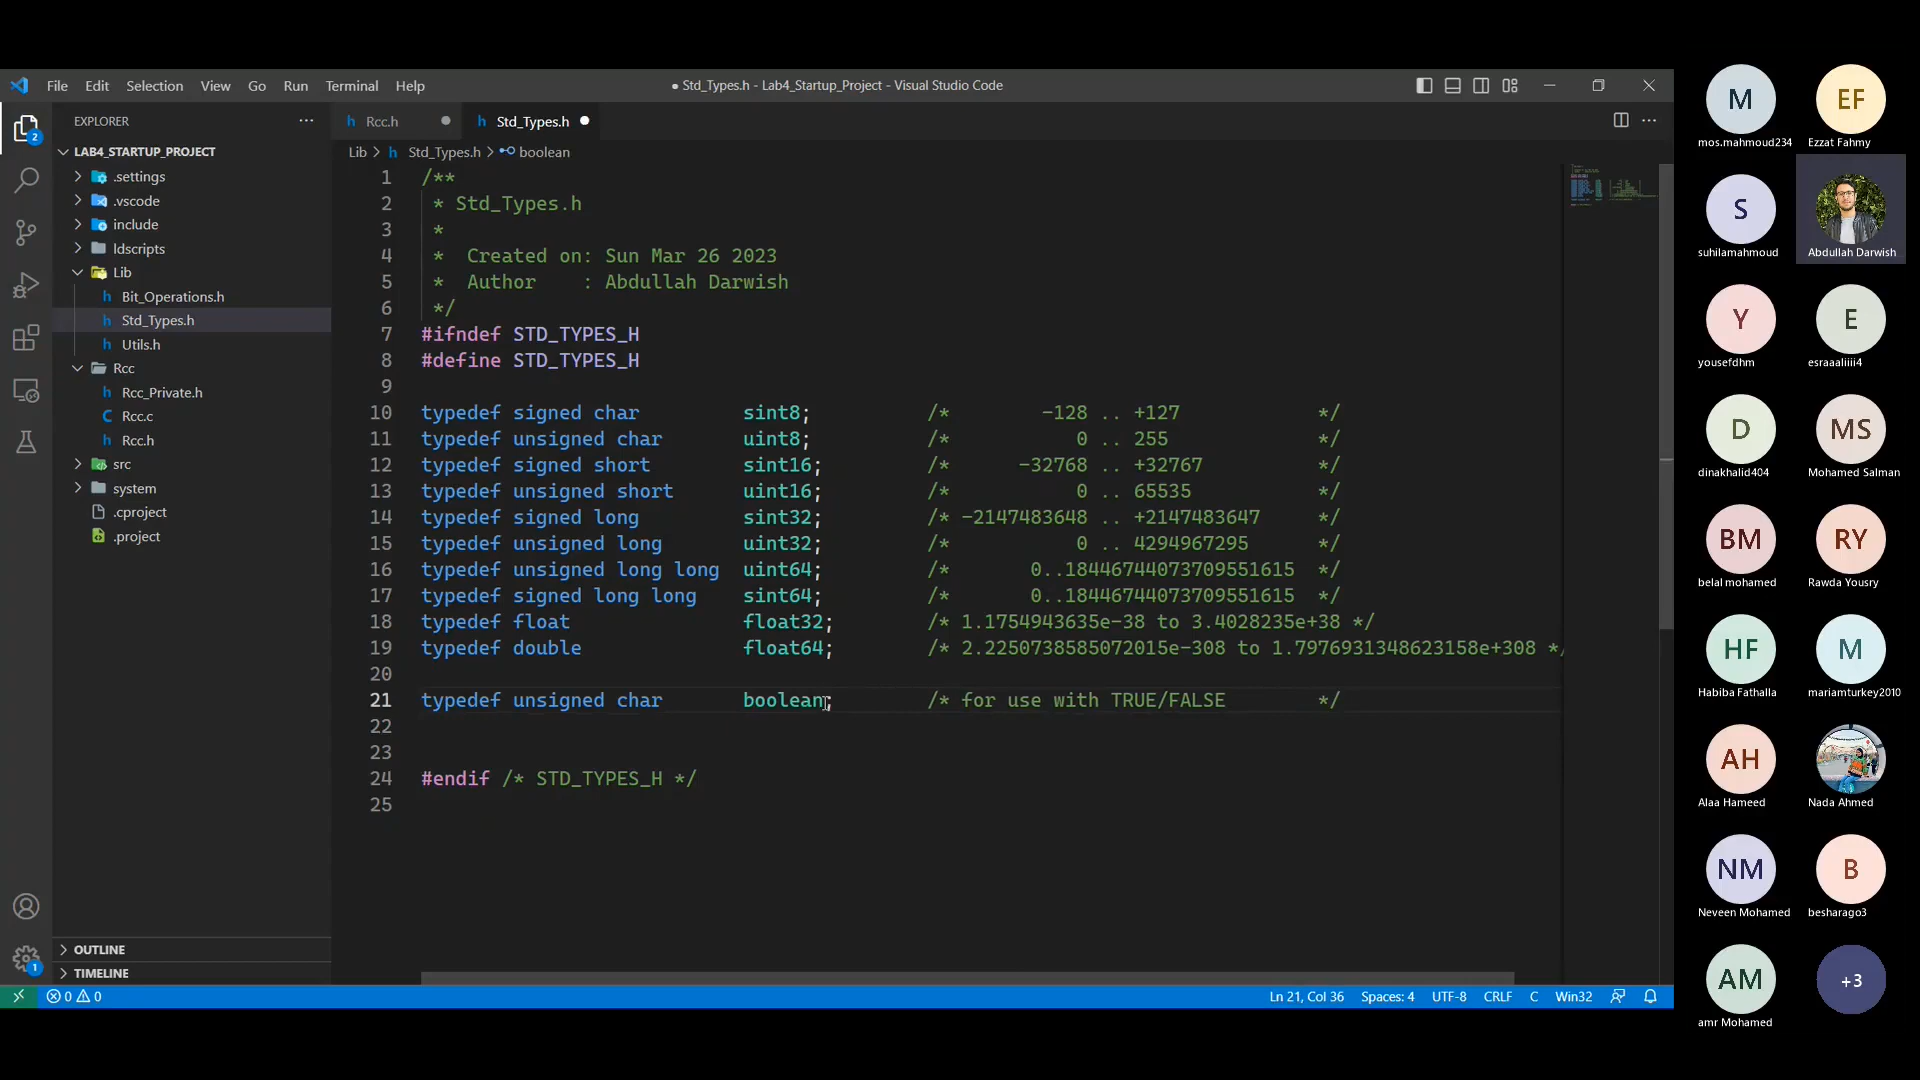 File Edit Selection View Go Run Terminal Help
● Std_Types.h - Lab4_Startup_Project - Visual Studio Code
EXPLORER
LAB4_STARTUP_PROJECT
.settings
.vscode
include
ldscripts
Lib
h Bit_Operations.h
h Std_Types.h
h Utils.h
Rcc
h Rcc_Private.h
C Rcc.c
h Rcc.h
src
system
.cproject
.project
OUTLINE
TIMELINE
2
1
h Rcc.h ●
h Std_Types.h ●
Lib > h Std_Types.h > boolean
1 /**
2 * Std_Types.h
3 *
4 * Created on: Sun Mar 26 2023
5 * Author : Abdullah Darwish
6 */
7 #ifndef STD_TYPES_H
8 #define STD_TYPES_H
9
10 typedef signed char sint8; /* -128 .. +127 */
11 typedef unsigned char uint8; /* 0 .. 255 */
12 typedef signed short sint16; /* -32768 .. +32767 */
13 typedef unsigned short uint16; /* 0 .. 65535 */
14 typedef signed long sint32; /* -2147483648 .. +2147483647 */
15 typedef unsigned long uint32; /* 0 .. 4294967295 */
16 typedef unsigned long long uint64; /* 0..18446744073709551615 */
17 typedef signed long long sint64; /* 0..18446744073709551615 */
18 typedef float float32; /* 1.1754943635e-38 to 3.4028235e+38 */
19 typedef double float64; /* 2.2250738585072015e-308 to 1.7976931348623158e+308 */
20
21 typedef unsigned char boolean; /* for use with TRUE/FALSE */
22
23
24 #endif /* STD_TYPES_H */
25
0 0
Ln 21, Col 36 Spaces: 4 UTF-8 CRLF C Win32
M EF
mos.mahmoud234 Ezzat Fahmy
S
suhilamahmoud Abdullah Darwish
Y E
yousefdhm esraaliiii4
D MS
dinakhalid404 Mohamed Salman
BM RY
belal mohamed Rawda Yousry
HF M
Habiba Fathalla mariamturkey2010
AH
Alaa Hameed Nada Ahmed
NM B
Neveen Mohamed besharago3
AM +3
amr Mohamed